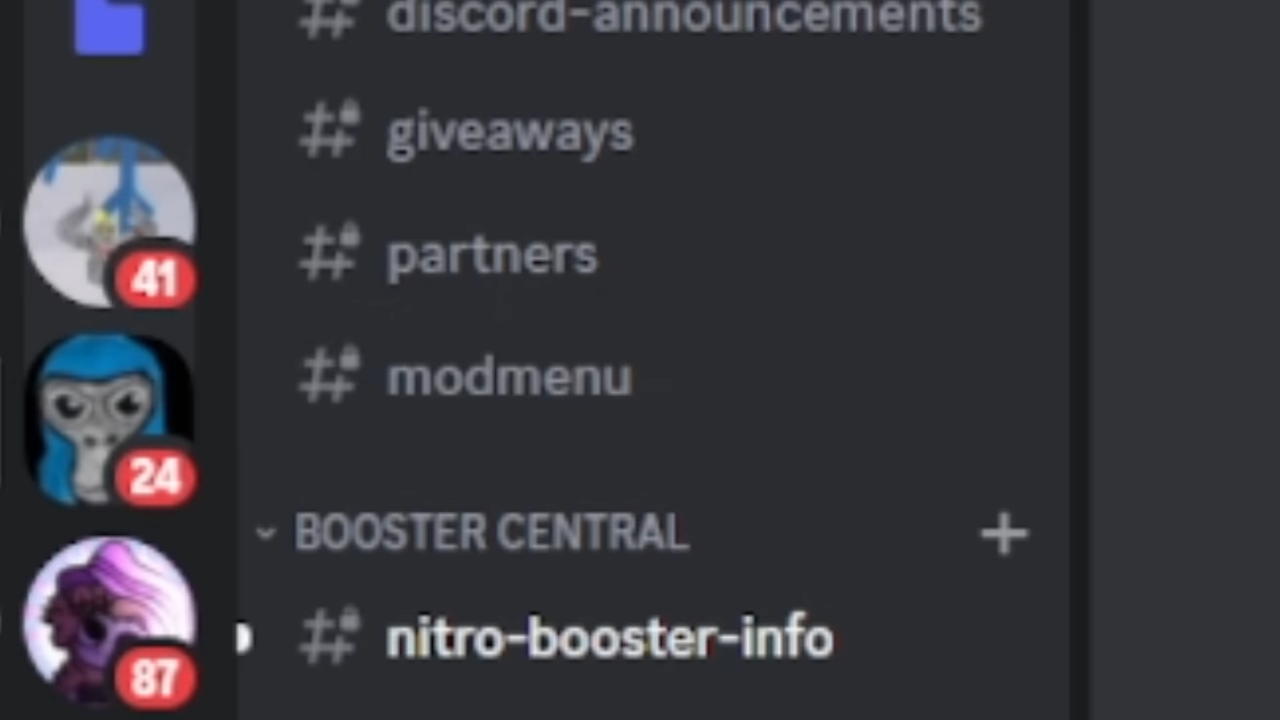 discord-announcements
giveaways
41
partners
modmenu
24
BOOSTER CENTRAL
nitro-booster-info
87